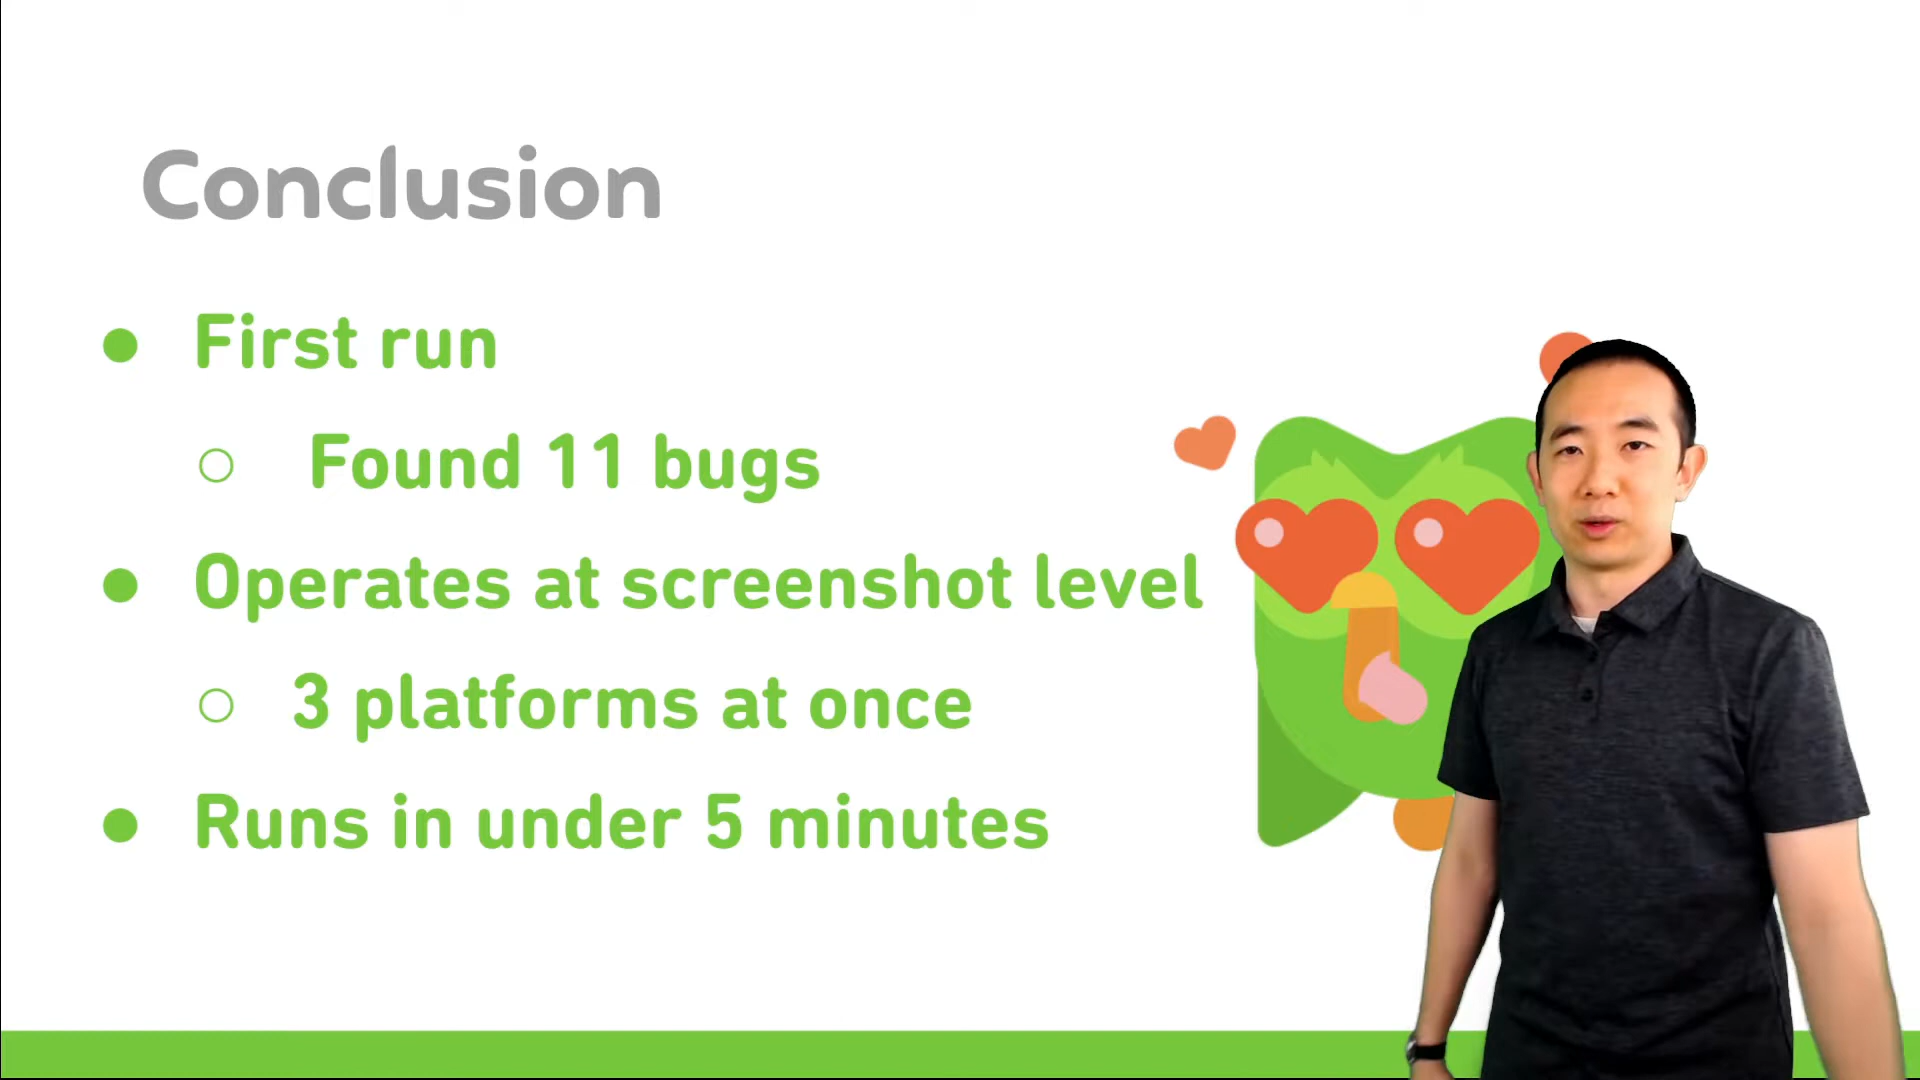 Conclusion
● First run
○ Found 11 bugs
● Operates at screenshot level
○ 3 platforms at once
● Runs in under 5 minutes